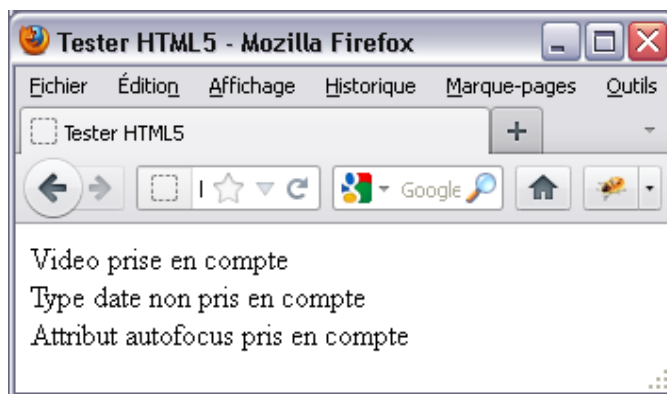 Tester HTML5 - Mozilla Firefox
Fichier Édition Affichage Historique Marque-pages Outils
Tester HTML5
Google
Video prise en compte
Type date non pris en compte
Attribut autofocus pris en compte